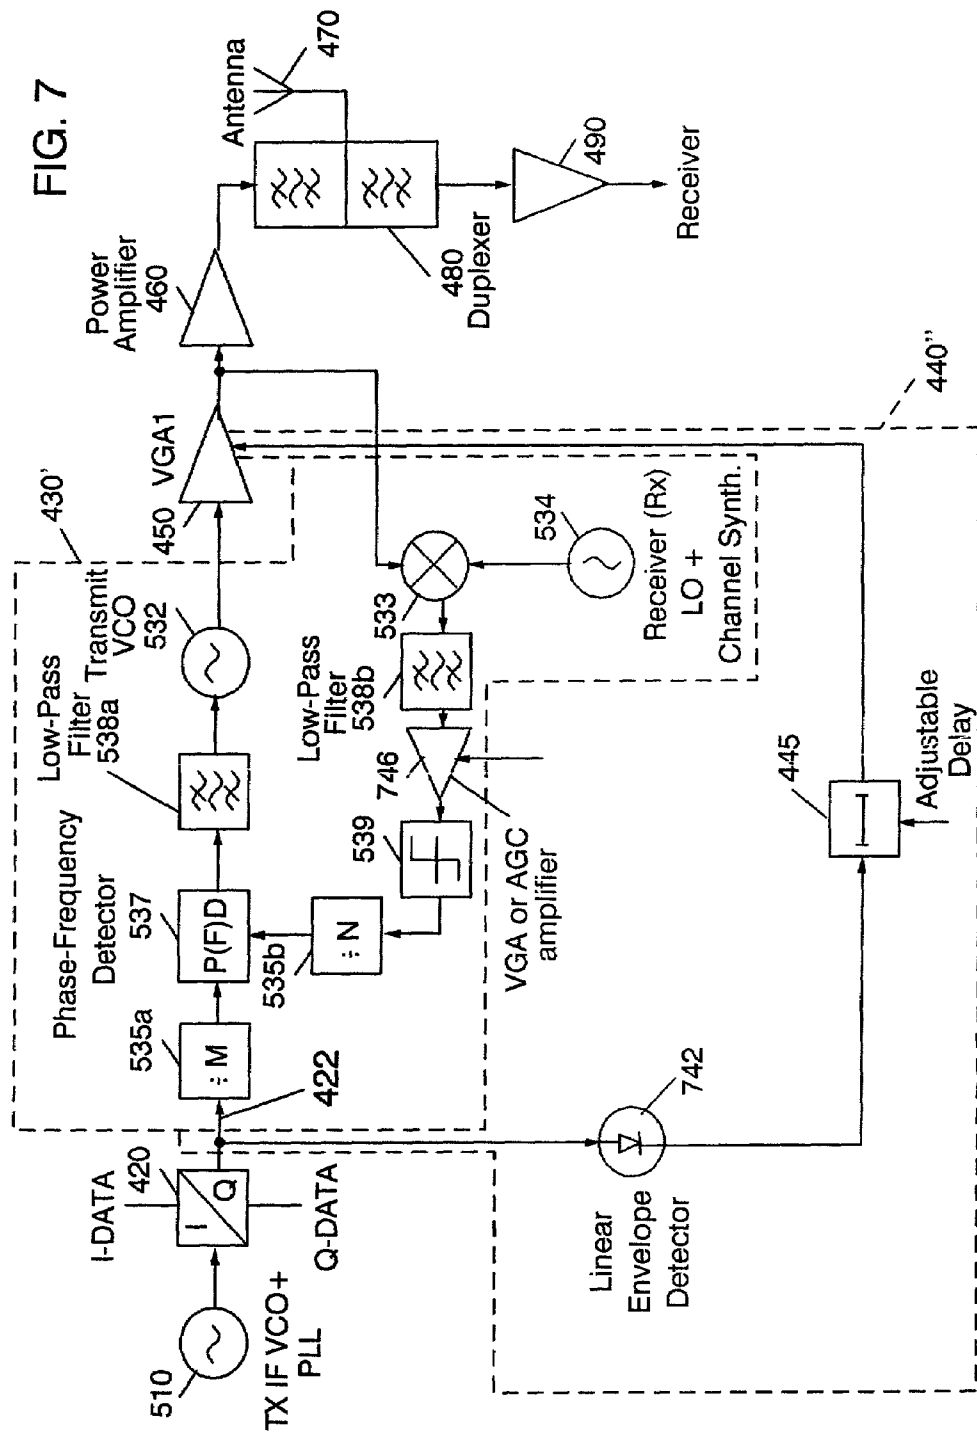 FIG. 7
Antenna
470
Power
Amplifier
460
480
Duplexer
490
Receiver
VGA1
450
430'
440"
Transmit
VCO
532
Low-Pass
Filter
538a
Phase-Frequency
Detector
537
P(F)D
535a
÷M
422
I-DATA
420
I
Q
Q-DATA
510
TX IF VCO+
PLL
533
534
Receiver (Rx)
LO +
Channel Synth.
Low-Pass
Filter
538b
746
539
535b
÷N
VGA or AGC
amplifier
742
Linear
Envelope
Detector
445
Adjustable
Delay